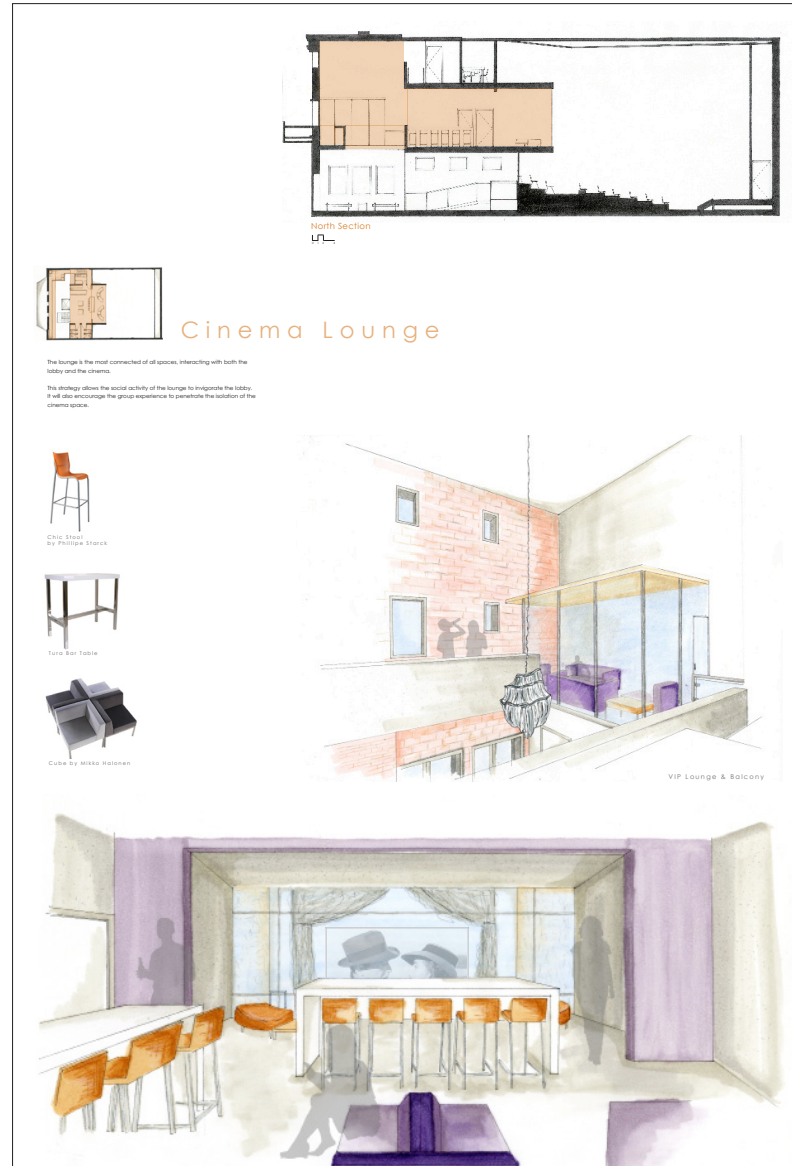 North Section
Cinema Lounge
The lounge is the most connected of all spaces, interacting with both the
lobby and the cinema.
This strategy allows the social activity of the lounge to invigorate the lobby.
It will also encourage the group experience to penetrate the isolation of the
cinema space.
Chic Stool
by Phillipe Starck
Tura Bar Table
Cube by Mikko Halonen
VIP Lounge & Balcony